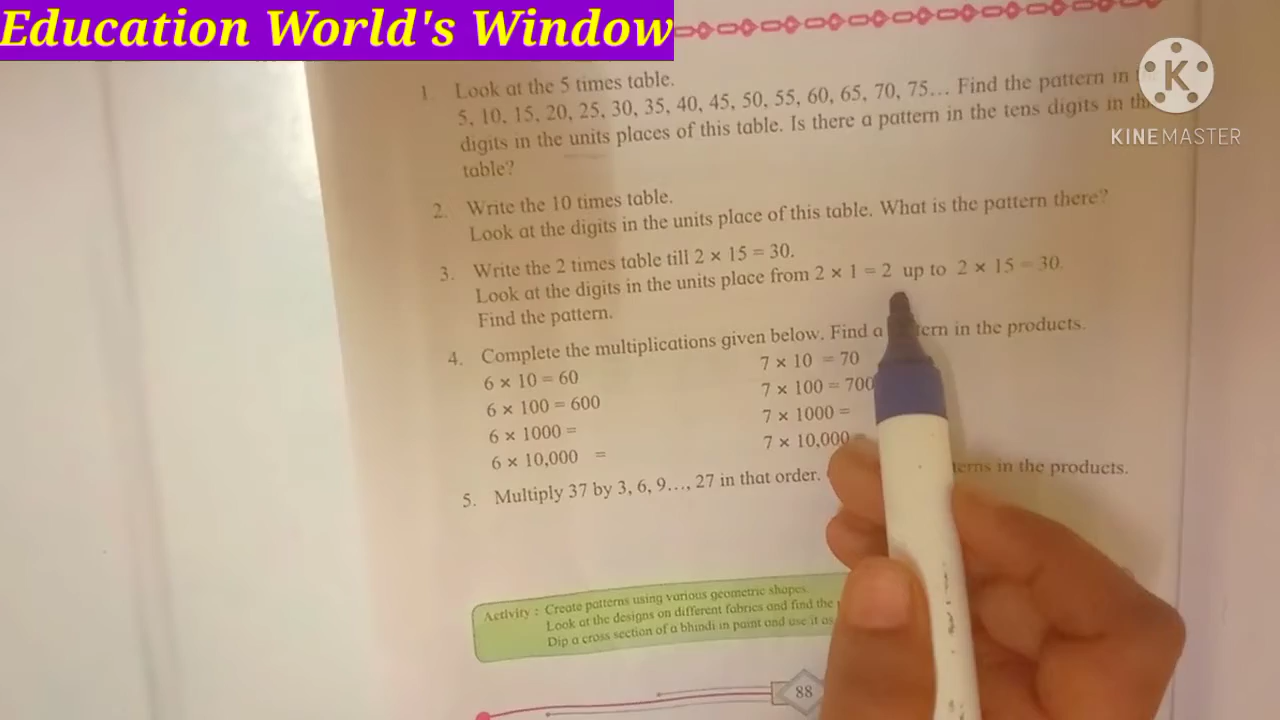 Education World's Window
KINEMASTER
1. Look at the 5 times table.
5, 10, 15, 20, 25, 30, 35, 40, 45, 50, 55, 60, 65, 70, 75... Find the pattern in
digits in the units places of this table. Is there a pattern in the tens digits in
table?
2. Write the 10 times table.
Look at the digits in the units place of this table. What is the pattern there?
3. Write the 2 times table till 2 × 15 = 30.
Look at the digits in the units place from 2 × 1 = 2 up to 2 × 15 = 30.
Find the pattern.
4. Complete the multiplications given below. Find a in the products.
6 × 10 = 60 7 × 10 = 70
6 × 100 = 600 7 × 100 = 700
6 × 1000 = 7 × 1000 =
6 × 10,000 = 7 × 10,000
5. Multiply 37 by 3, 6, 9..., 27 in that order. in the products.
Activity : Create patterns using various geometric shapes.
Look at the designs on different fabrics and find the
Dip a cross section of a bhindi in paint and use it as
88